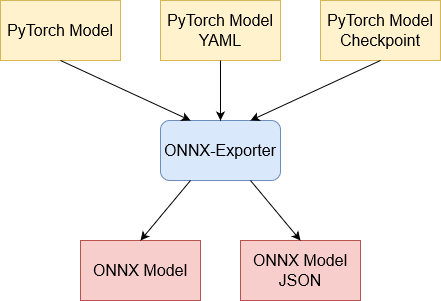 PyTorch Model
PyTorch Model
YAML
PyTorch Model
Checkpoint
ONNX-Exporter
ONNX Model
ONNX Model
JSON